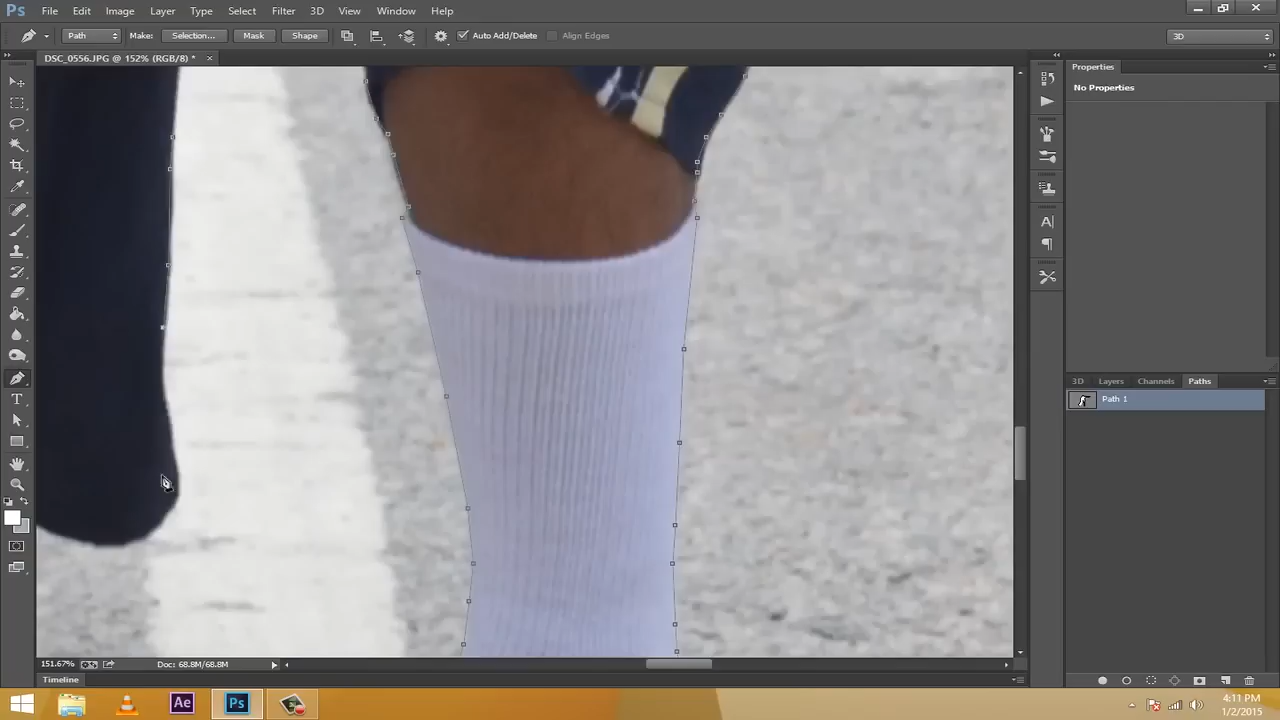 Ps File Edit Image Layer Type Select Filter 3D View Window Help
Path Make: Selection... Mask Shape Auto Add/Delete Align Edges 3D
DSC_0556.JPG @ 152% (RGB/8) * ×
Properties
No Properties
3D Layers Channels Paths
Path 1
151.67% Doc: 68.8M/68.8M
Timeline
Ae Ps
4:11 PM
1/2/2015